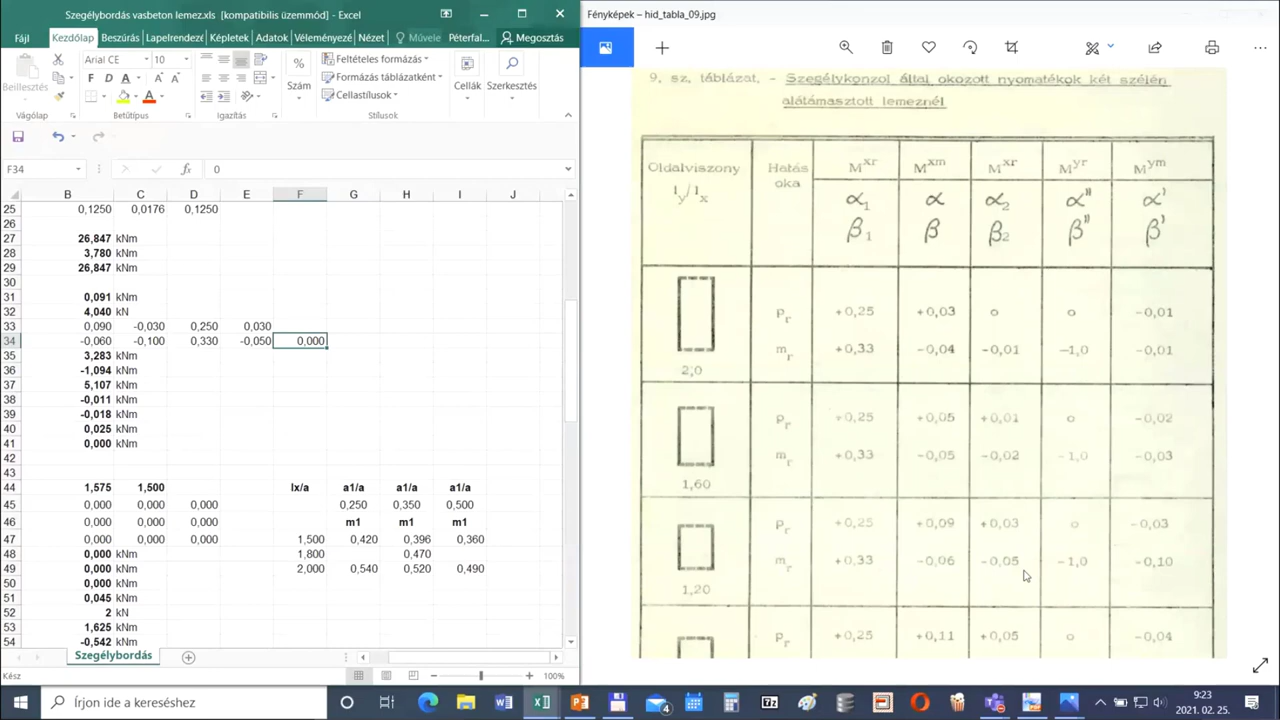 Szegélybordás vasbeton lemez.xls [kompatibilis üzemmód] - Excel
Fájl Kezdőlap Beszúrás Lapelrendezé Képletek Adatok Véleményezé Nézet Művele Péterfal... Megosztás
Beillesztés
Arial CE 10
F D A
Szám
Feltételes formázás
Formázás táblázatként
Cellastílusok
Cellák
Szerkesztés
Vágólap Betűtípus Igazítás Stílusok
F34 fx 0
B C D E F G H I J
25 0,1250 0,0176 0,1250
26
27 26,847 kNm
28 3,780 kNm
29 26,847 kNm
30
31 0,091 kNm
32 4,040 kN
33 0,090 -0,030 0,250 0,030
34 -0,060 -0,100 0,330 -0,050 0,000
35 3,283 kNm
36 -1,094 kNm
37 5,107 kNm
38 -0,011 kNm
39 -0,018 kNm
40 0,025 kNm
41 0,000 kNm
42
43
44 1,575 1,500 lx/a a1/a a1/a a1/a
45 0,000 0,000 0,000 0,250 0,350 0,500
46 0,000 0,000 0,000 m1 m1 m1
47 0,000 0,000 0,000 1,500 0,420 0,396 0,360
48 0,000 kNm 1,800 0,470
49 0,000 kNm 2,000 0,540 0,520 0,490
50 0,000 kNm
51 0,045 kNm
52 2 kN
53 1,625 kNm
54 -0,542 kNm
Szegélybordás
Kész 100%
Fényképek – hid_tabla_09.jpg
9. sz. táblázat. - Szegélykonzol által okozott nyomatékok két szélén
alátámasztott lemeznél
Oldalviszony ly/lx Hatás oka Mxr Mxm Mxr Myr Mym
α1 α α2 α" α'
β1 β β2 β" β'
pr +0,25 +0,03 o o -0,01
mr +0,33 -0,04 -0,01 -1,0 -0,01
2,0
pr +0,25 +0,05 +0,01 o -0,02
mr +0,33 -0,05 -0,02 -1,0 -0,03
1,60
pr +0,25 +0,09 +0,03 o -0,03
mr +0,33 -0,06 -0,05 -1,0 -0,10
1,20
pr +0,25 +0,11 +0,05 o -0,04
Írjon ide a kereséshez
9:23
2021. 02. 25.